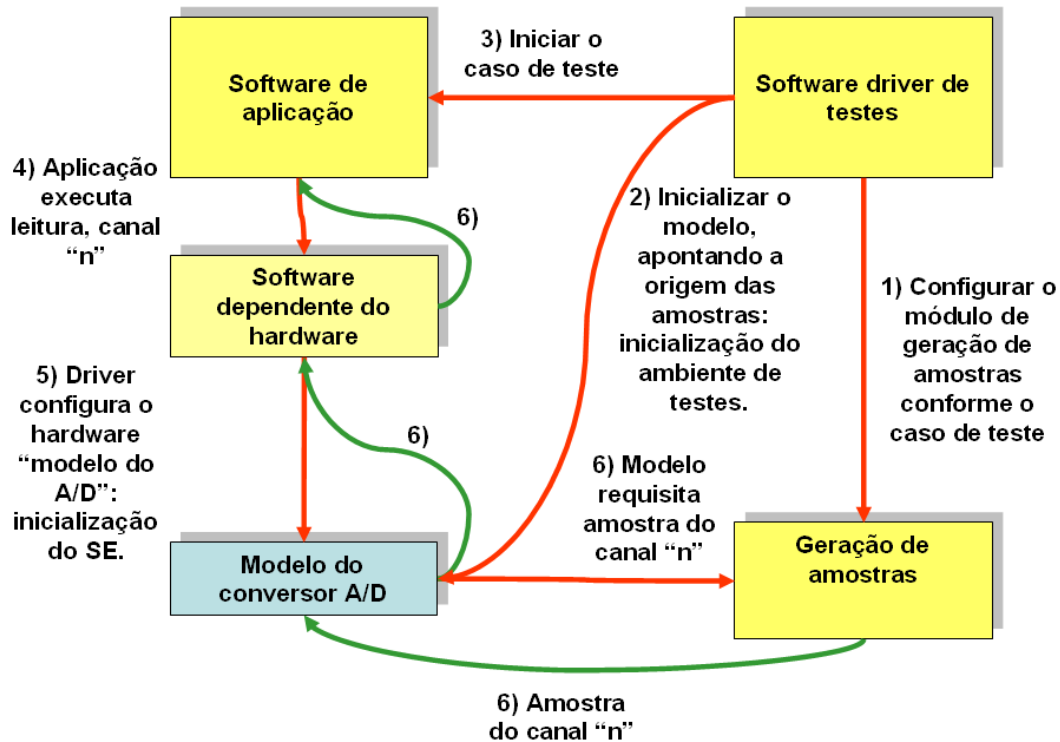 3) Iniciar o
caso de teste
Software de
aplicação
Software driver de
testes
4) Aplicação
executa
leitura, canal
“n”
6)
2) Inicializar o
modelo,
apontando a
origem das
amostras:
inicialização do
ambiente de
testes.
1) Configurar o
módulo de
geração de
amostras
conforme o
caso de teste
Software
dependente do
hardware
5) Driver
configura o
hardware
“modelo do
A/D”:
inicialização
do SE.
6)
6) Modelo
requisita
amostra do
canal “n”
Modelo do
conversor A/D
Geração de
amostras
6) Amostra
do canal “n”